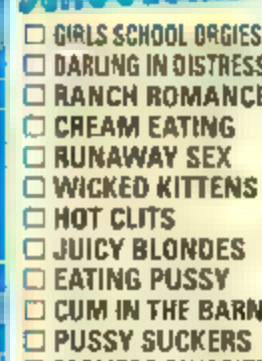 GIRLS SCHOOL ORGIES
DARLING IN DISTRESS
RANCH ROMANCE
CREAM EATING
RUNAWAY SEX
WICKED KITTENS
HOT CLITS
JUICY BLONDES
EATING PUSSY
CUM IN THE BARN
PUSSY SUCKERS